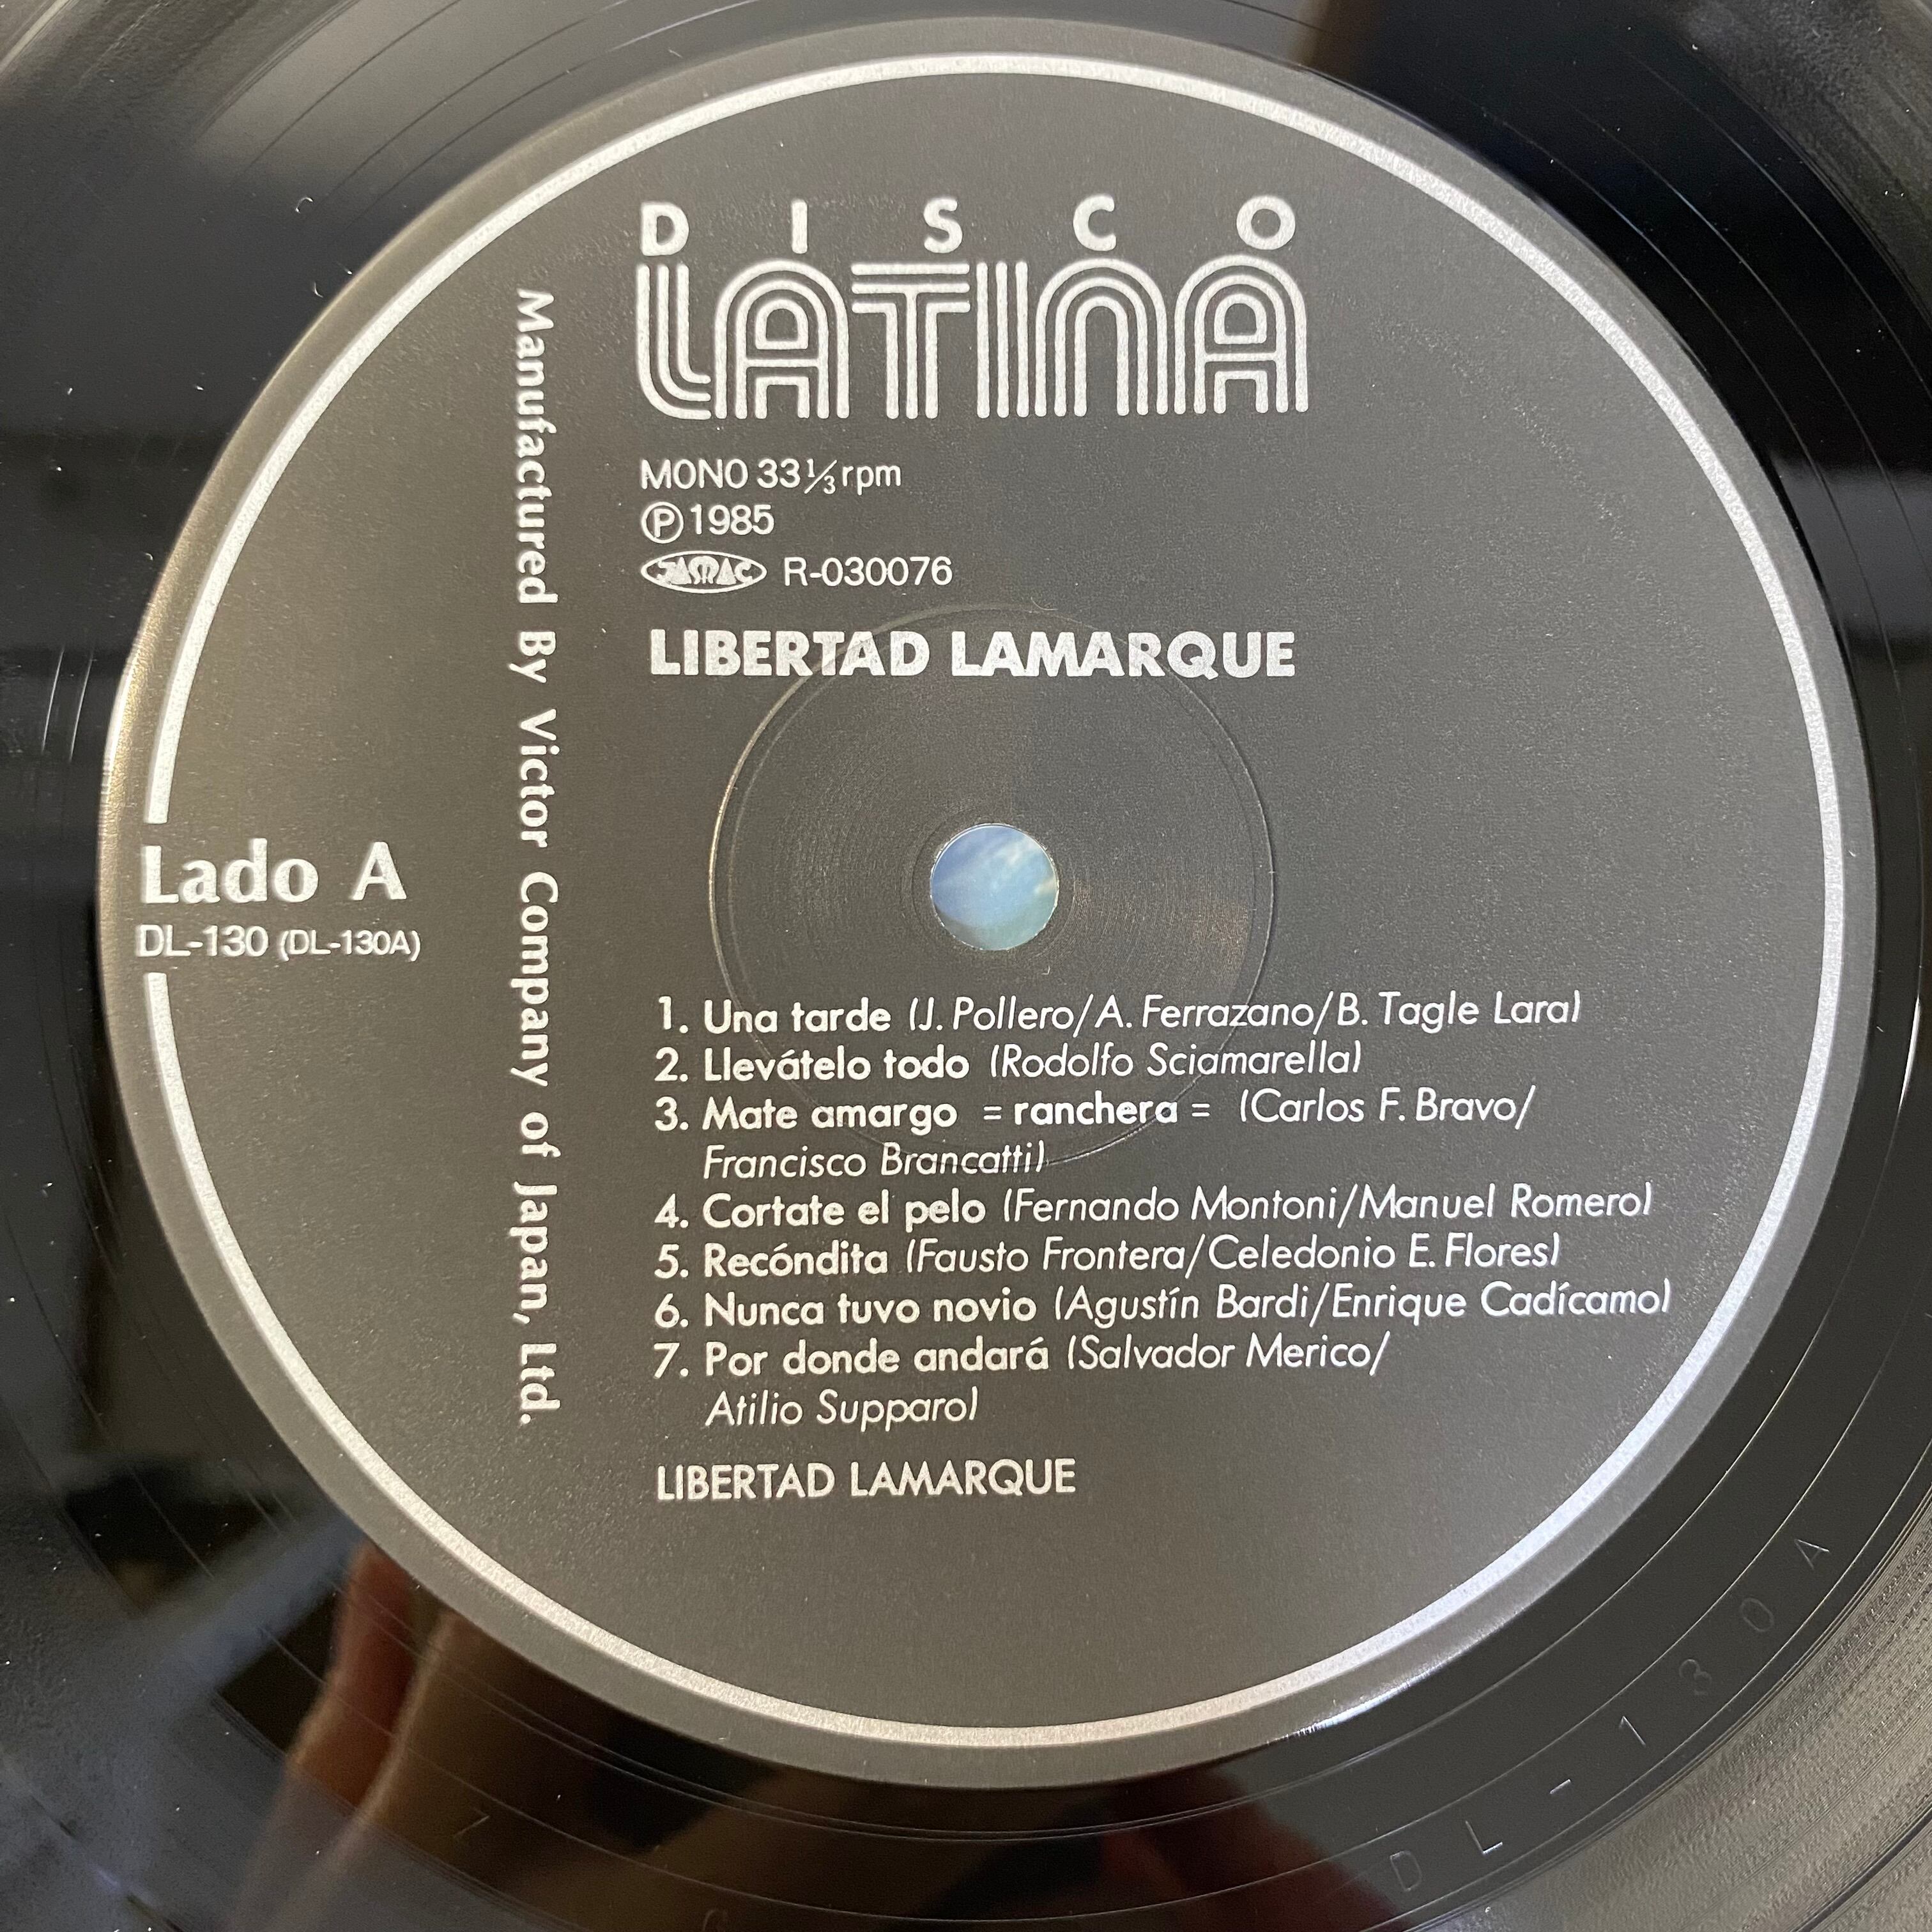 DISCO
LATINA
MONO 33⅓rpm
Ⓟ1985
JASRAC R-030076
LIBERTAD LAMARQUE
Manufactured By Victor Company of Japan, Ltd.
Lado A
DL-130 (DL-130A)
1. Una tarde (J. Pollero/A. Ferrazano/B. Tagle Lara)
2. Llevátelo todo (Rodolfo Sciamarella)
3. Mate amargo = ranchera = (Carlos F. Bravo/
Francisco Brancatti)
4. Cortate el pelo (Fernando Montoni/Manuel Romero)
5. Recóndita (Fausto Frontera/Celedonio E. Flores)
6. Nunca tuvo novio (Agustín Bardi/Enrique Cadícamo)
7. Por donde andará (Salvador Merico/
Atilio Supparo)
LIBERTAD LAMARQUE
DL-130A